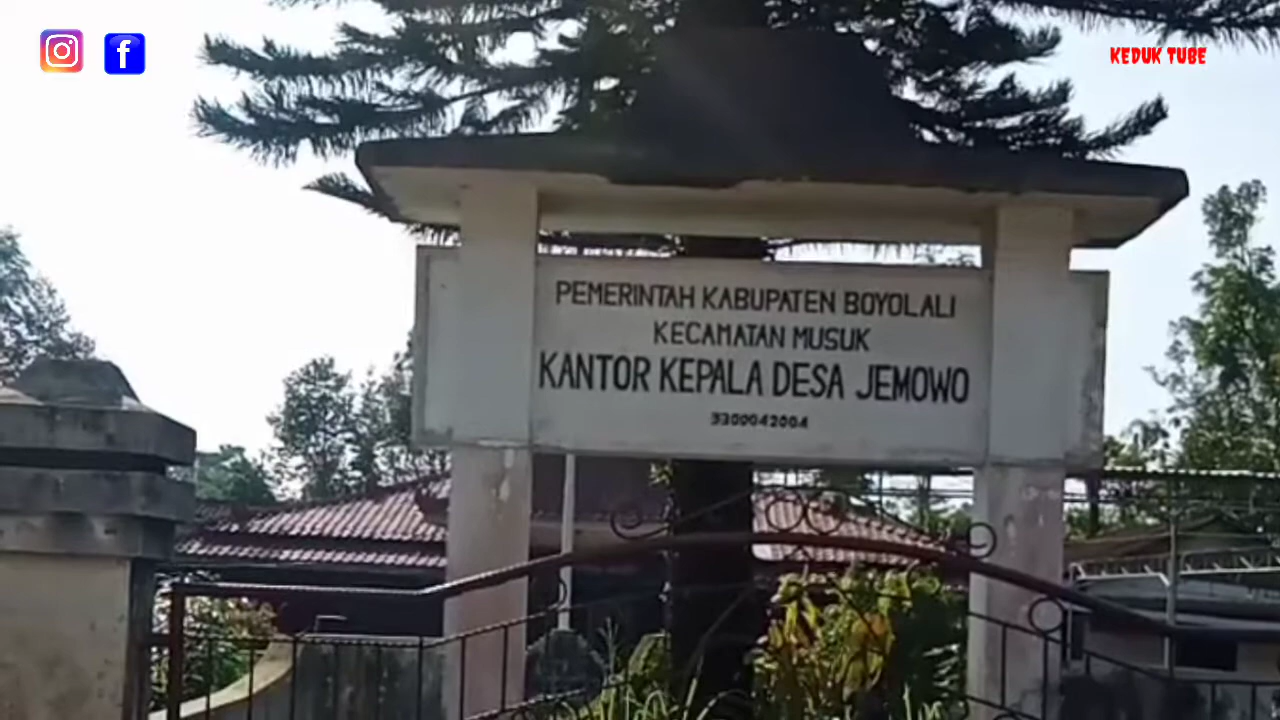 KEDUK TUBE
PEMERINTAH KABUPATEN BOYOLALI
KECAMATAN MUSUK
KANTOR KEPALA DESA JEMOWO
3300042004